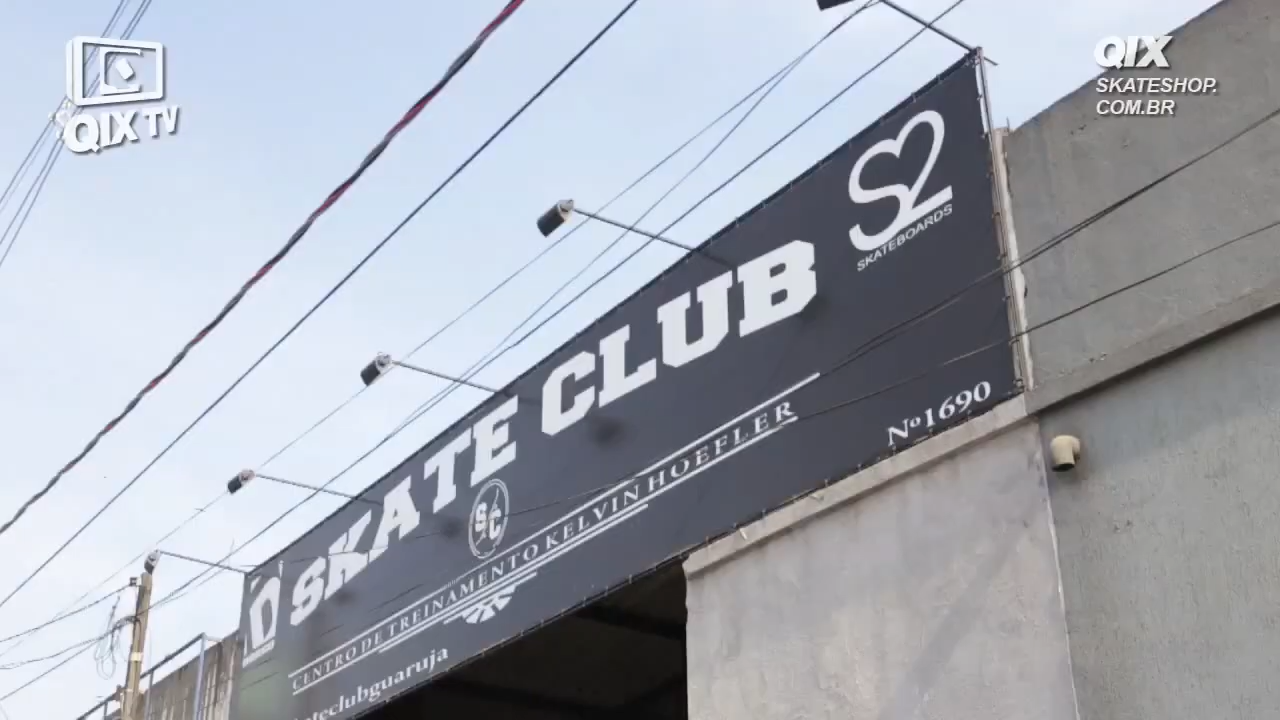 QIX TV
QIX
SKATESHOP.
COM.BR
S2
SKATEBOARDS
SKATE CLUB
SC
CENTRO DE TREINAMENTO KELVIN HOEFLER
Nº1690